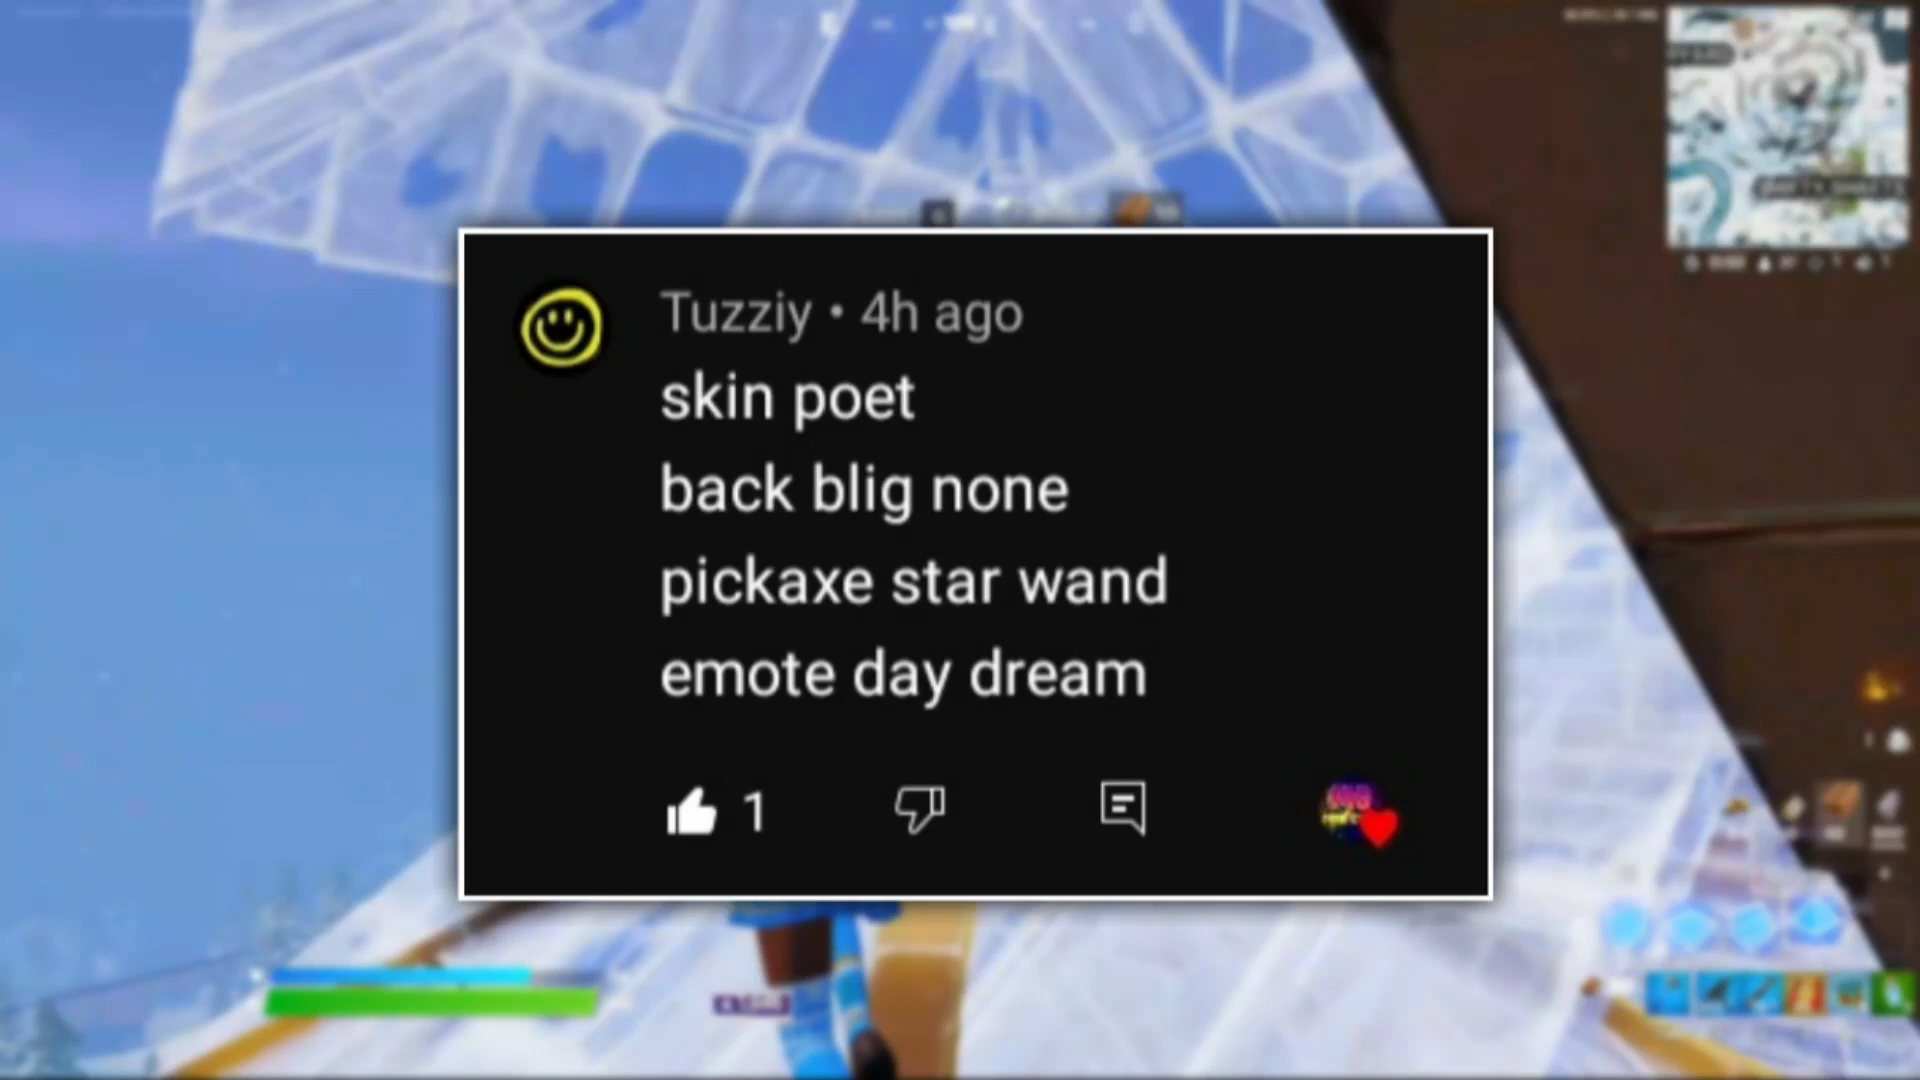 Tuzziy • 4h ago
skin poet
back blig none
pickaxe star wand
emote day dream
1